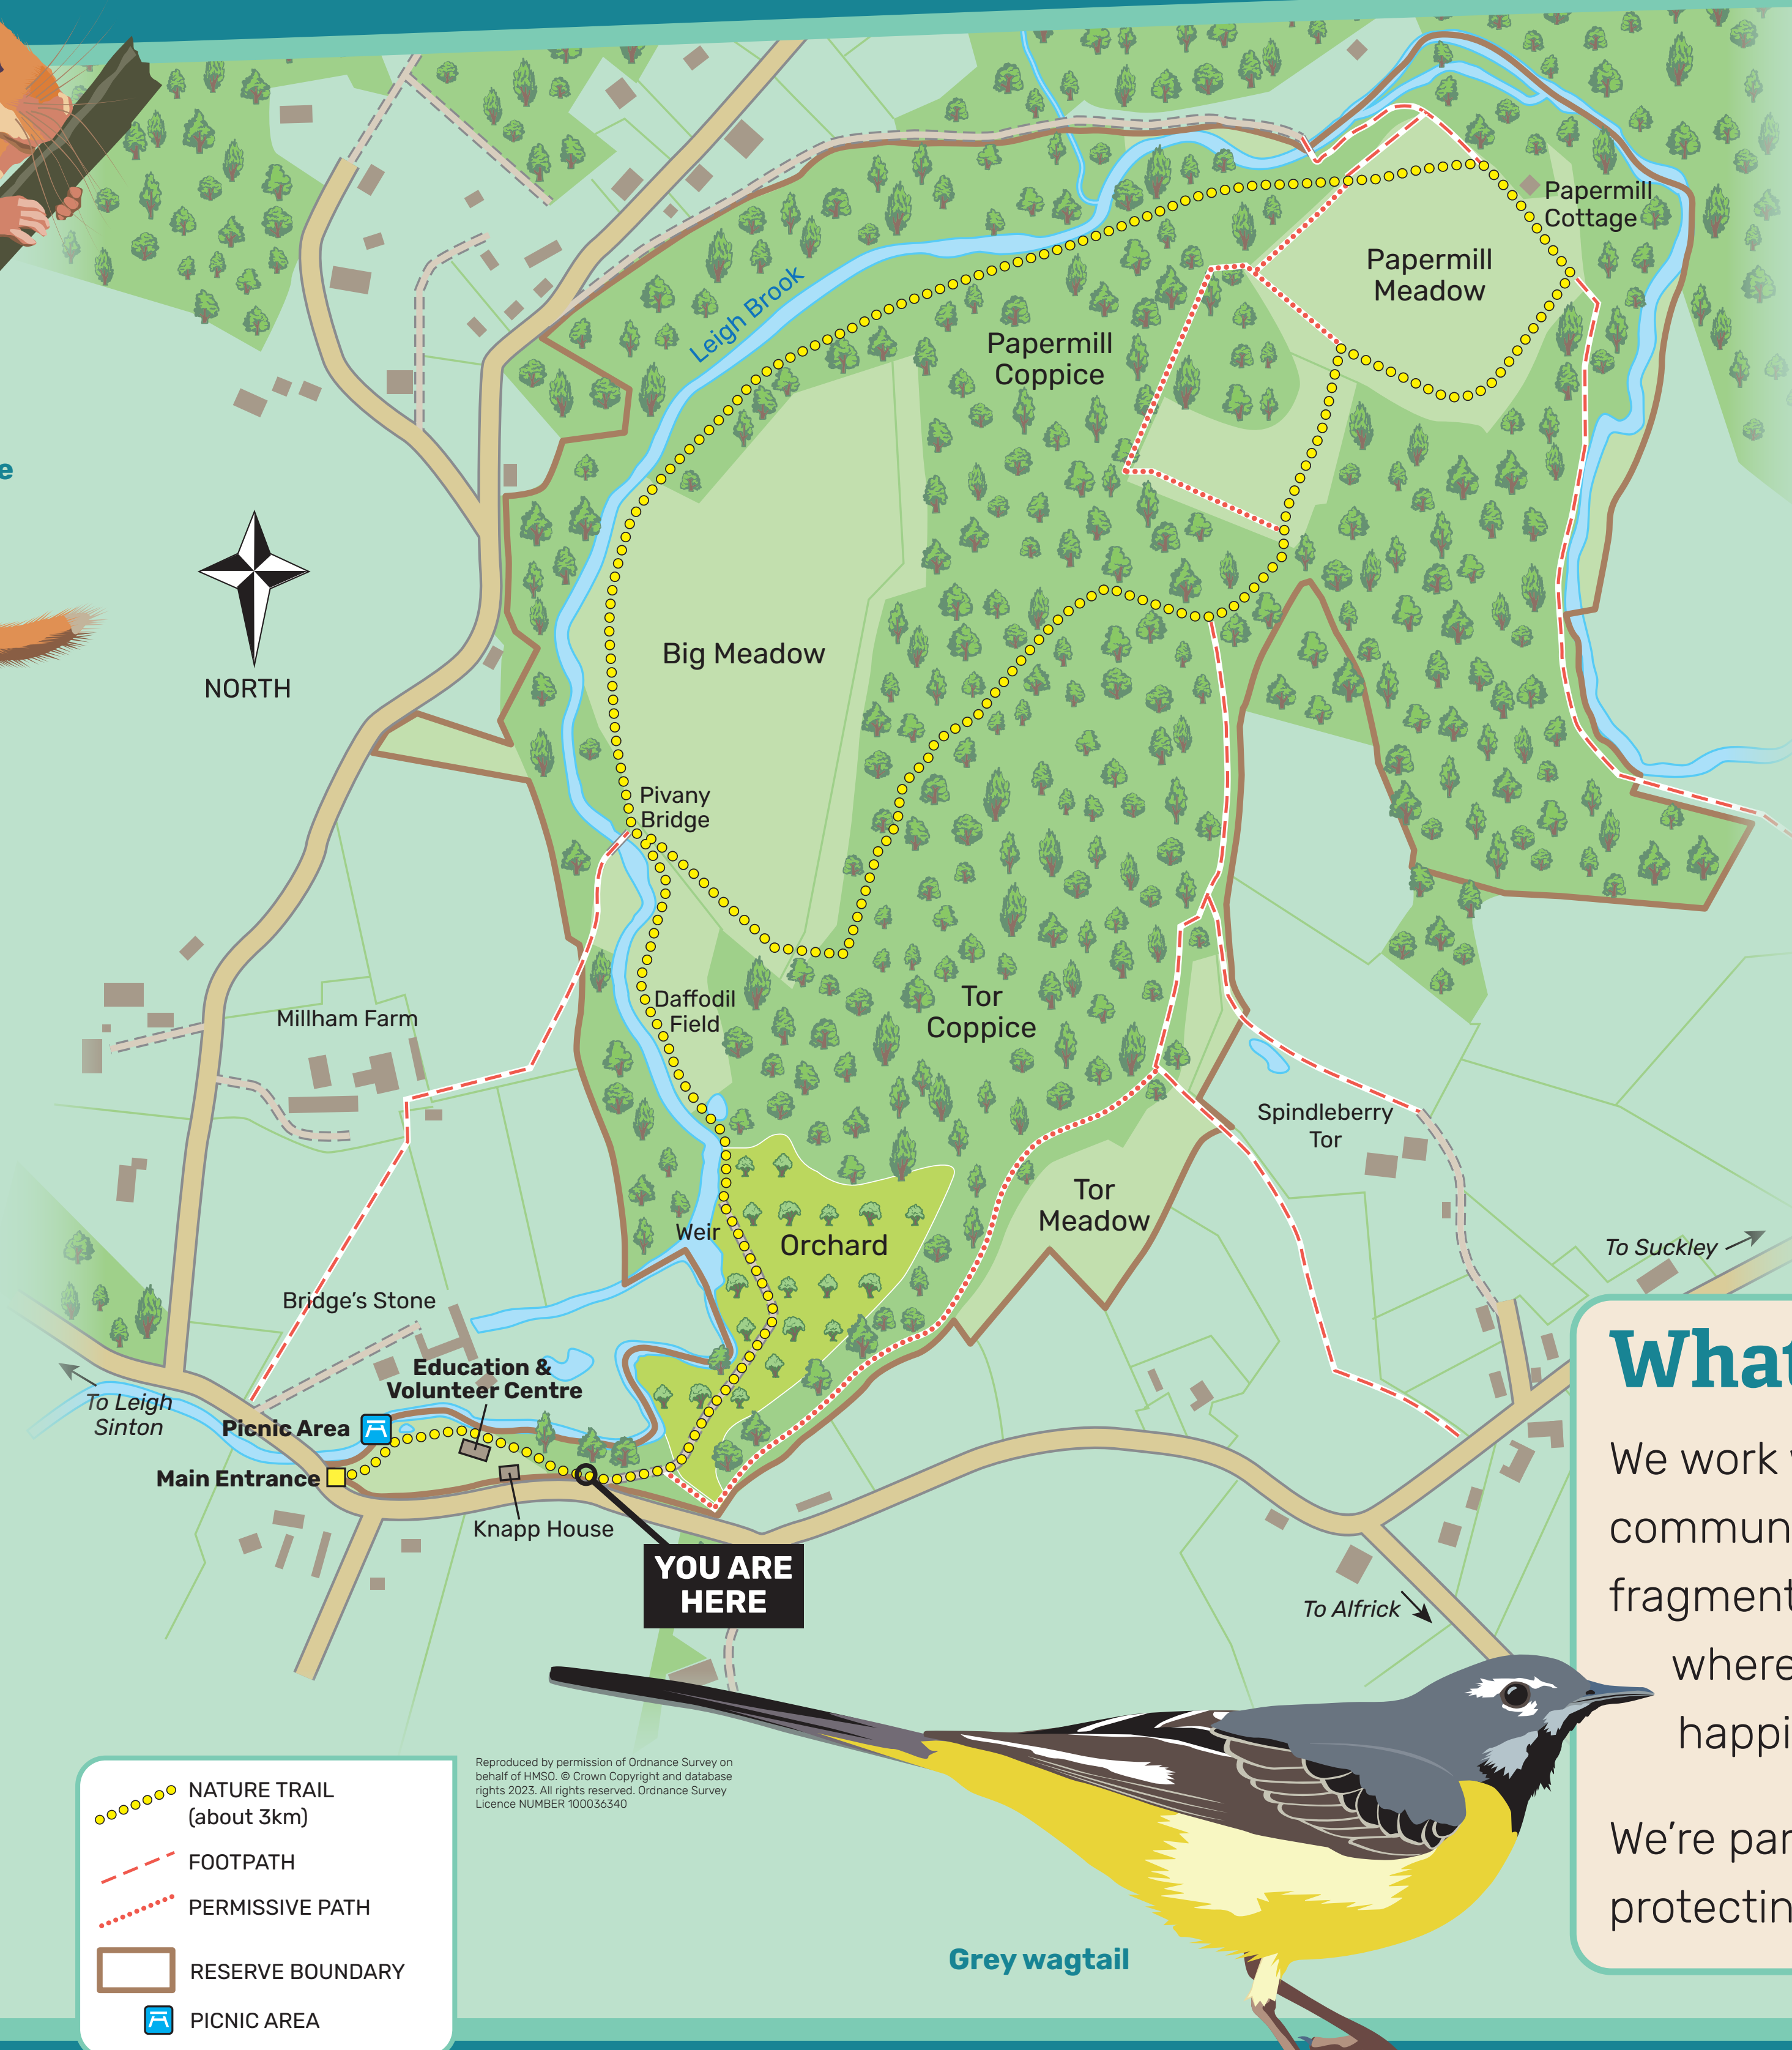 Papermill
Cottage
Papermill
Meadow
Leigh Brook
Papermill
Coppice
e
NORTH
Big Meadow
Pivany
Bridge
Daffodil
Field
Tor
Coppice
Millham Farm
Spindleberry
Tor
Tor
Meadow
Weir
Orchard
To Suckley
Bridge's Stone
Education &
Volunteer Centre
To Leigh
Sinton
Picnic Area
Main Entrance
Knapp House
YOU ARE
HERE
To Alfrick
What
We work
commun
fragment
where
happi
We're par
protectin
NATURE TRAIL
(about 3km)
FOOTPATH
PERMISSIVE PATH
RESERVE BOUNDARY
PICNIC AREA
Reproduced by permission of Ordnance Survey on
behalf of HMSO. © Crown Copyright and database
rights 2023. All rights reserved. Ordnance Survey
Licence NUMBER 100036340
Grey wagtail